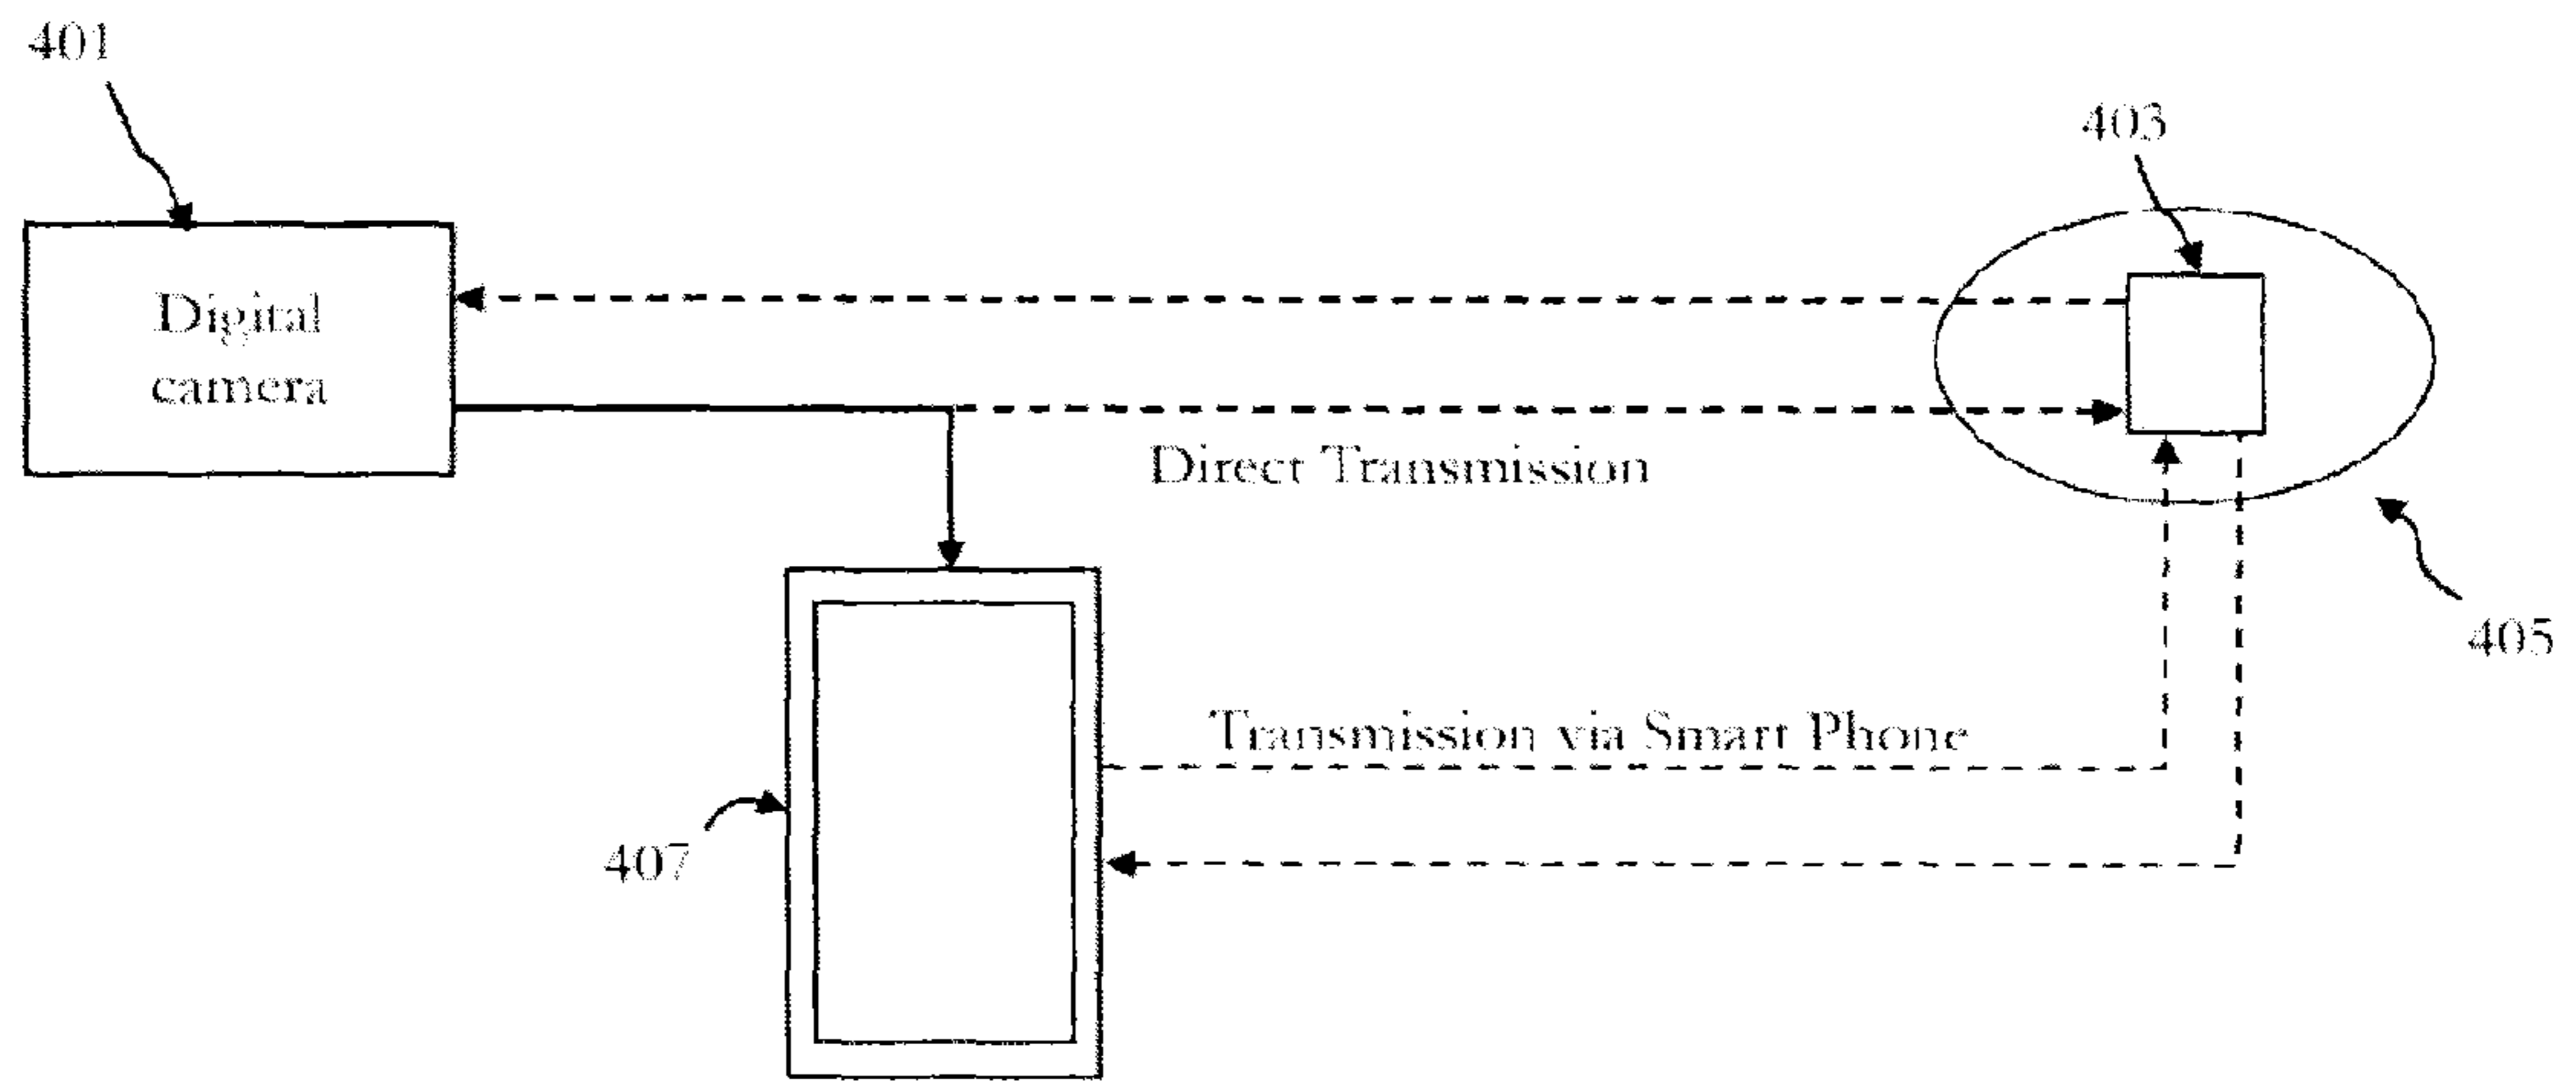 401
403
Digital
camera
Direct Transmission
405
Transmission via Smart Phone
407